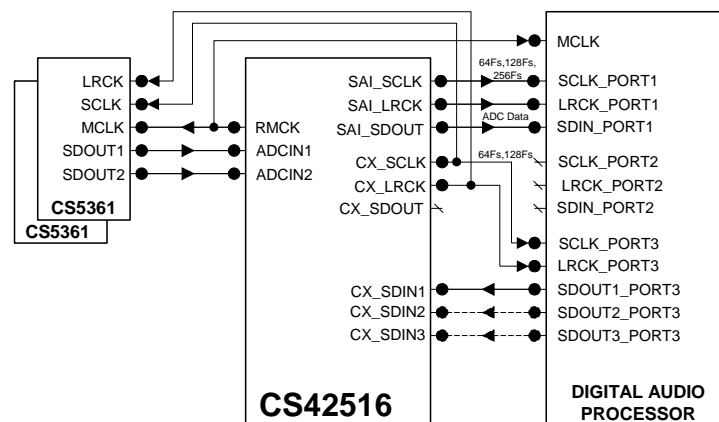 LRCK
SCLK
MCLK
SDOUT1
SDOUT2
CS5361
CS5361
RMCK
ADCIN1
ADCIN2
SAI_SCLK
SAI_LRCK
SAI_SDOUT
CX_SCLK
CX_LRCK
CX_SDOUT
CX_SDIN1
CX_SDIN2
CX_SDIN3
CS42516
64Fs,128Fs,
256Fs
ADC Data
64Fs,128Fs
MCLK
SCLK_PORT1
LRCK_PORT1
SDIN_PORT1
SCLK_PORT2
LRCK_PORT2
SDIN_PORT2
SCLK_PORT3
LRCK_PORT3
SDOUT1_PORT3
SDOUT2_PORT3
SDOUT3_PORT3
DIGITAL AUDIO
PROCESSOR